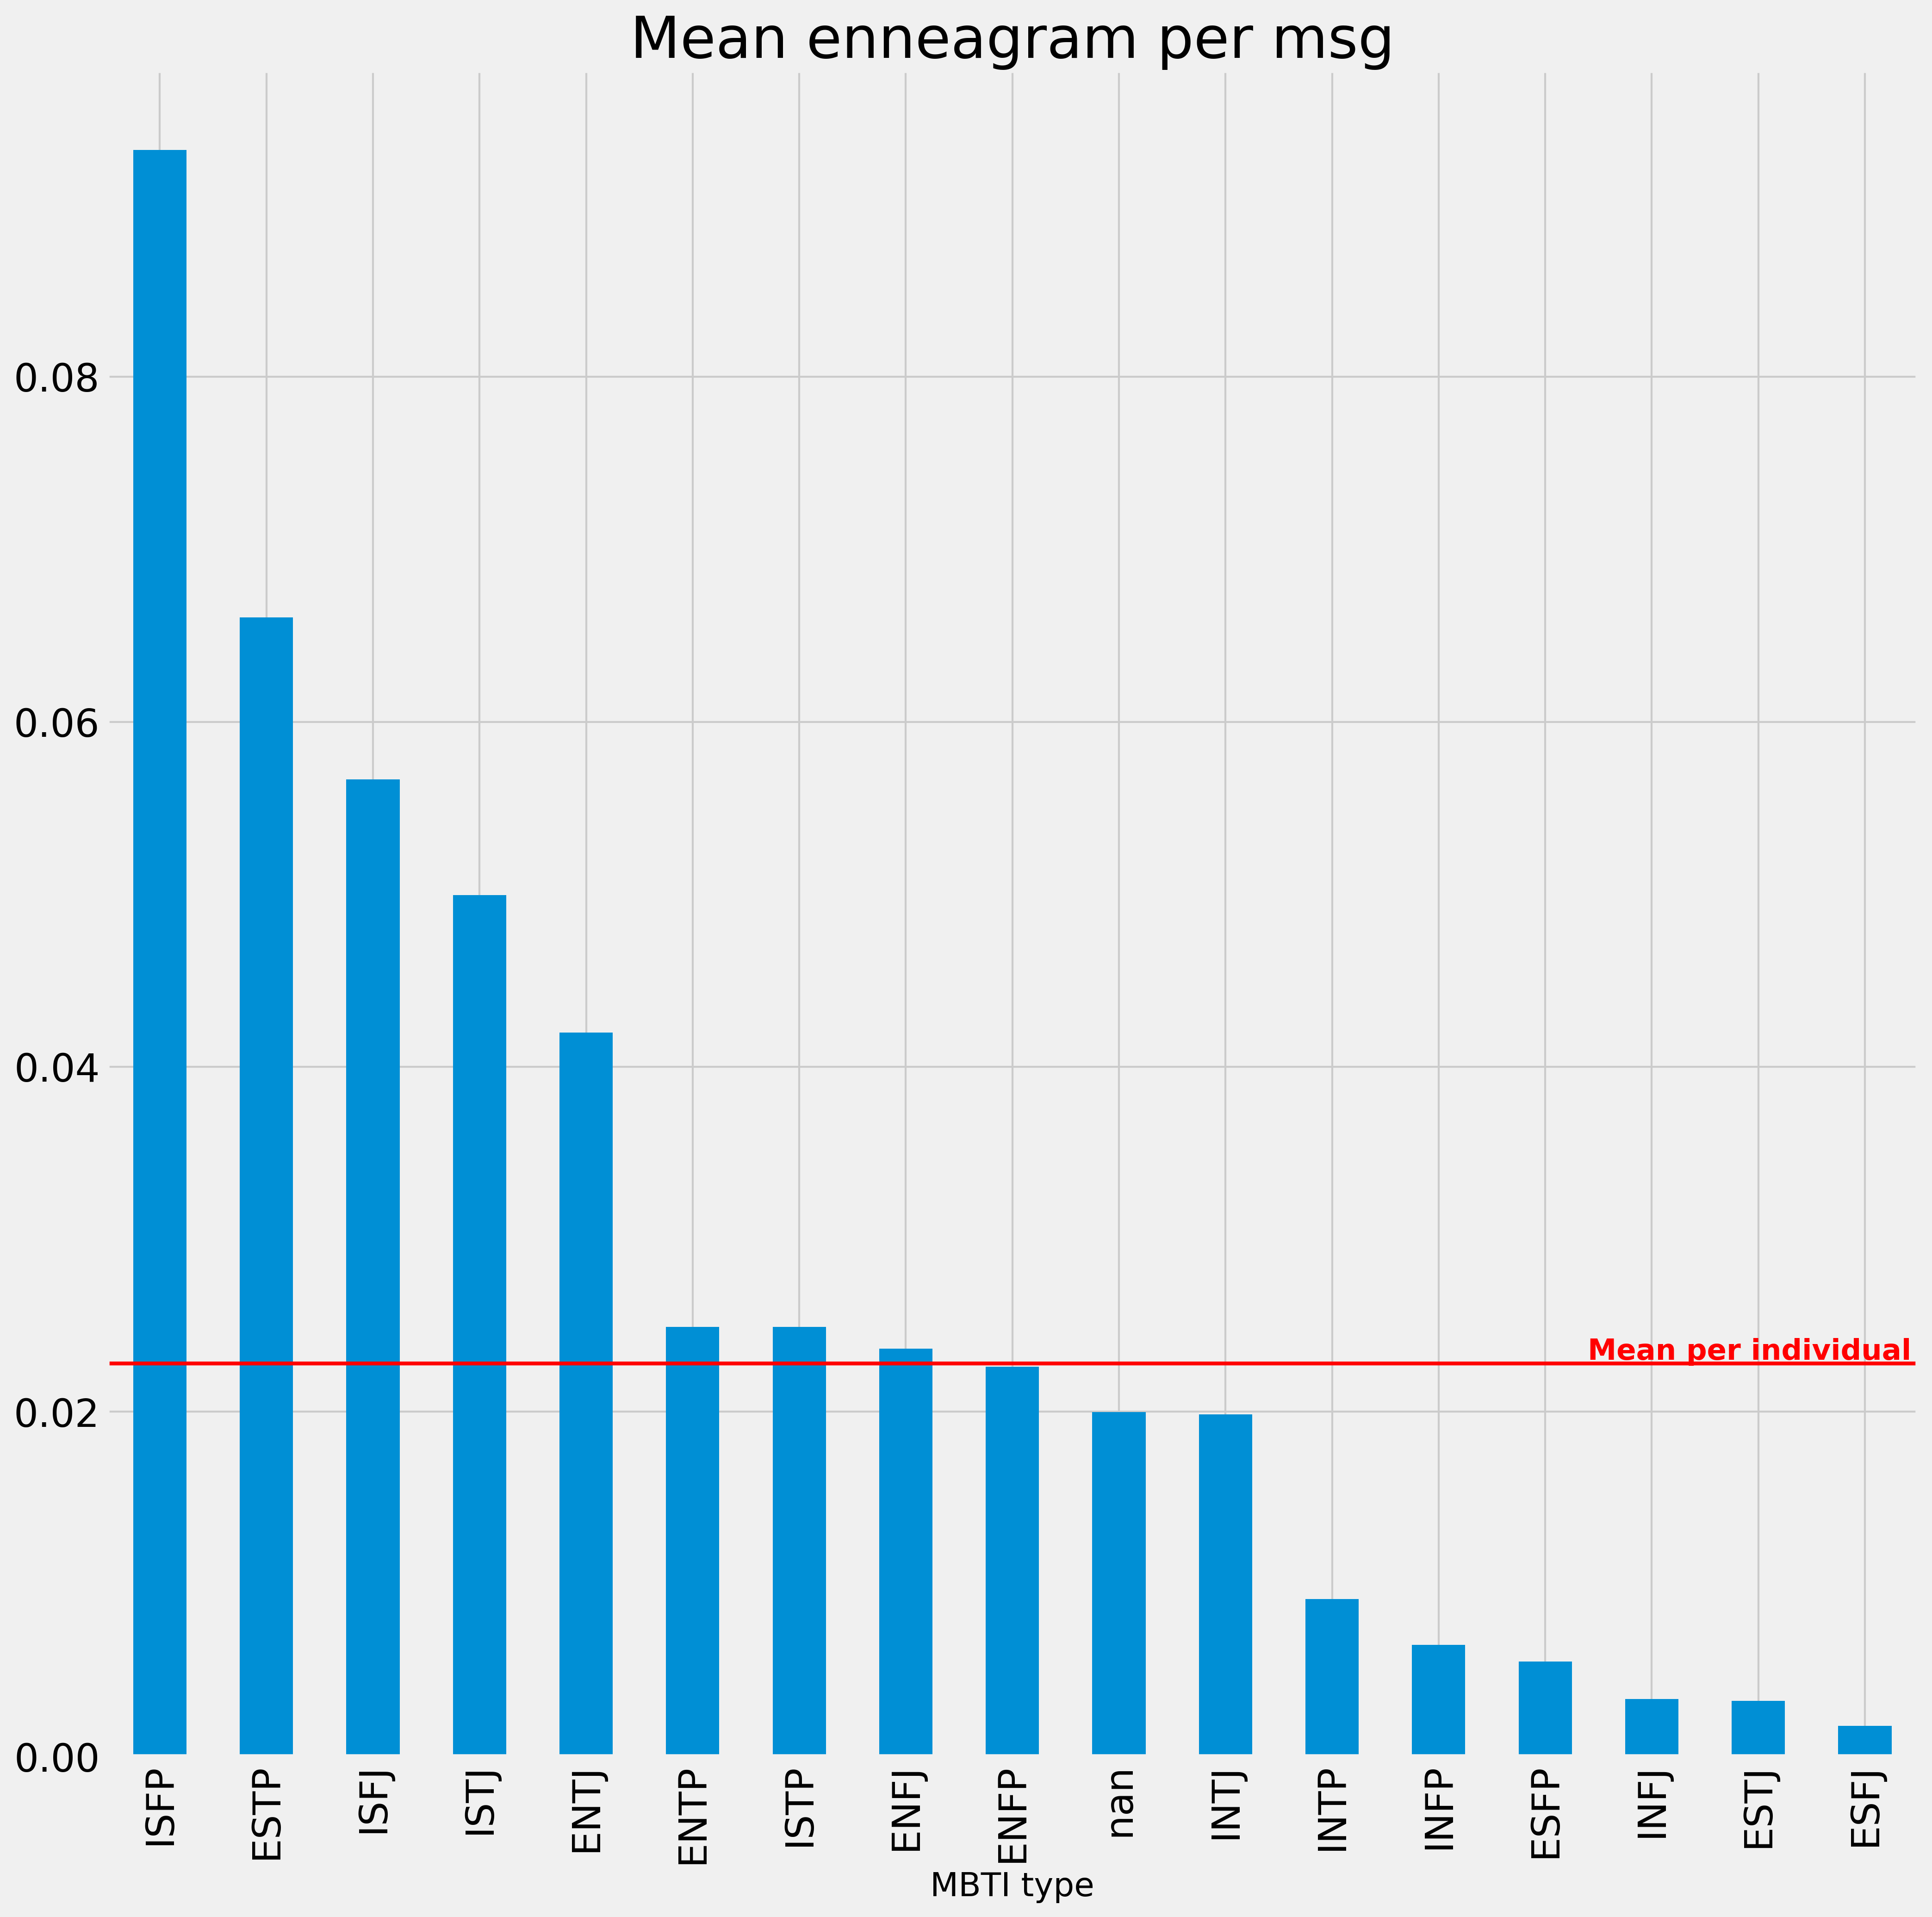 Mean enneagram per msg
0.08
0.06
0.04
0.02
0.00
Mean per individual
ISFP
ESTP
ISFJ
ISTJ
ENTJ
ENTP
ISTP
ENFJ
ENFP
nan
INTJ
INTP
INFP
ESFP
INFJ
ESTJ
ESFJ
MBTI type